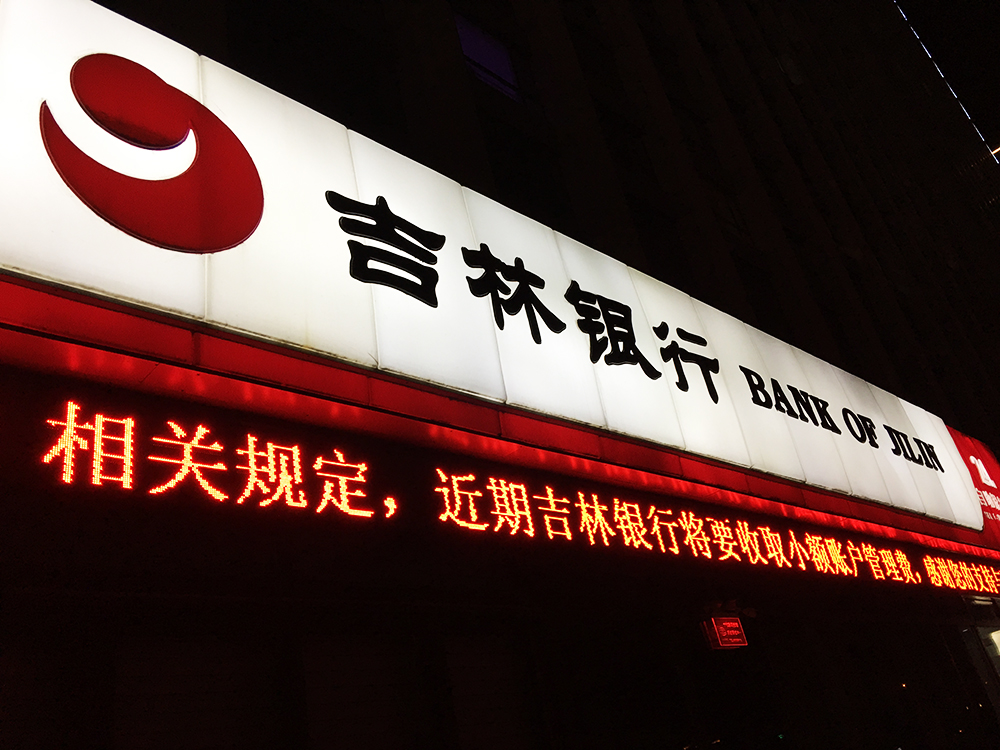 吉林银行 BANK OF JILIN
相关规定，近期吉林银行将要收取小额账户管理费，感谢您的支持与